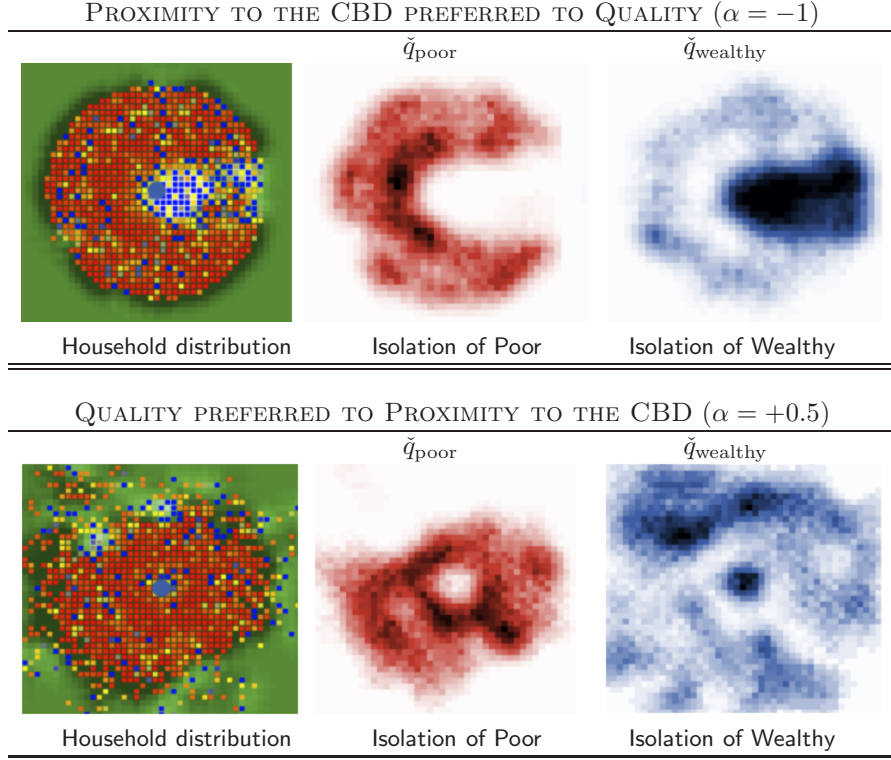 PROXIMITY TO THE CBD PREFERRED TO QUALITY (α = −1)
q̌poor q̌wealthy
Household distribution Isolation of Poor Isolation of Wealthy
QUALITY PREFERRED TO PROXIMITY TO THE CBD (α = +0.5)
q̌poor q̌wealthy
Household distribution Isolation of Poor Isolation of Wealthy